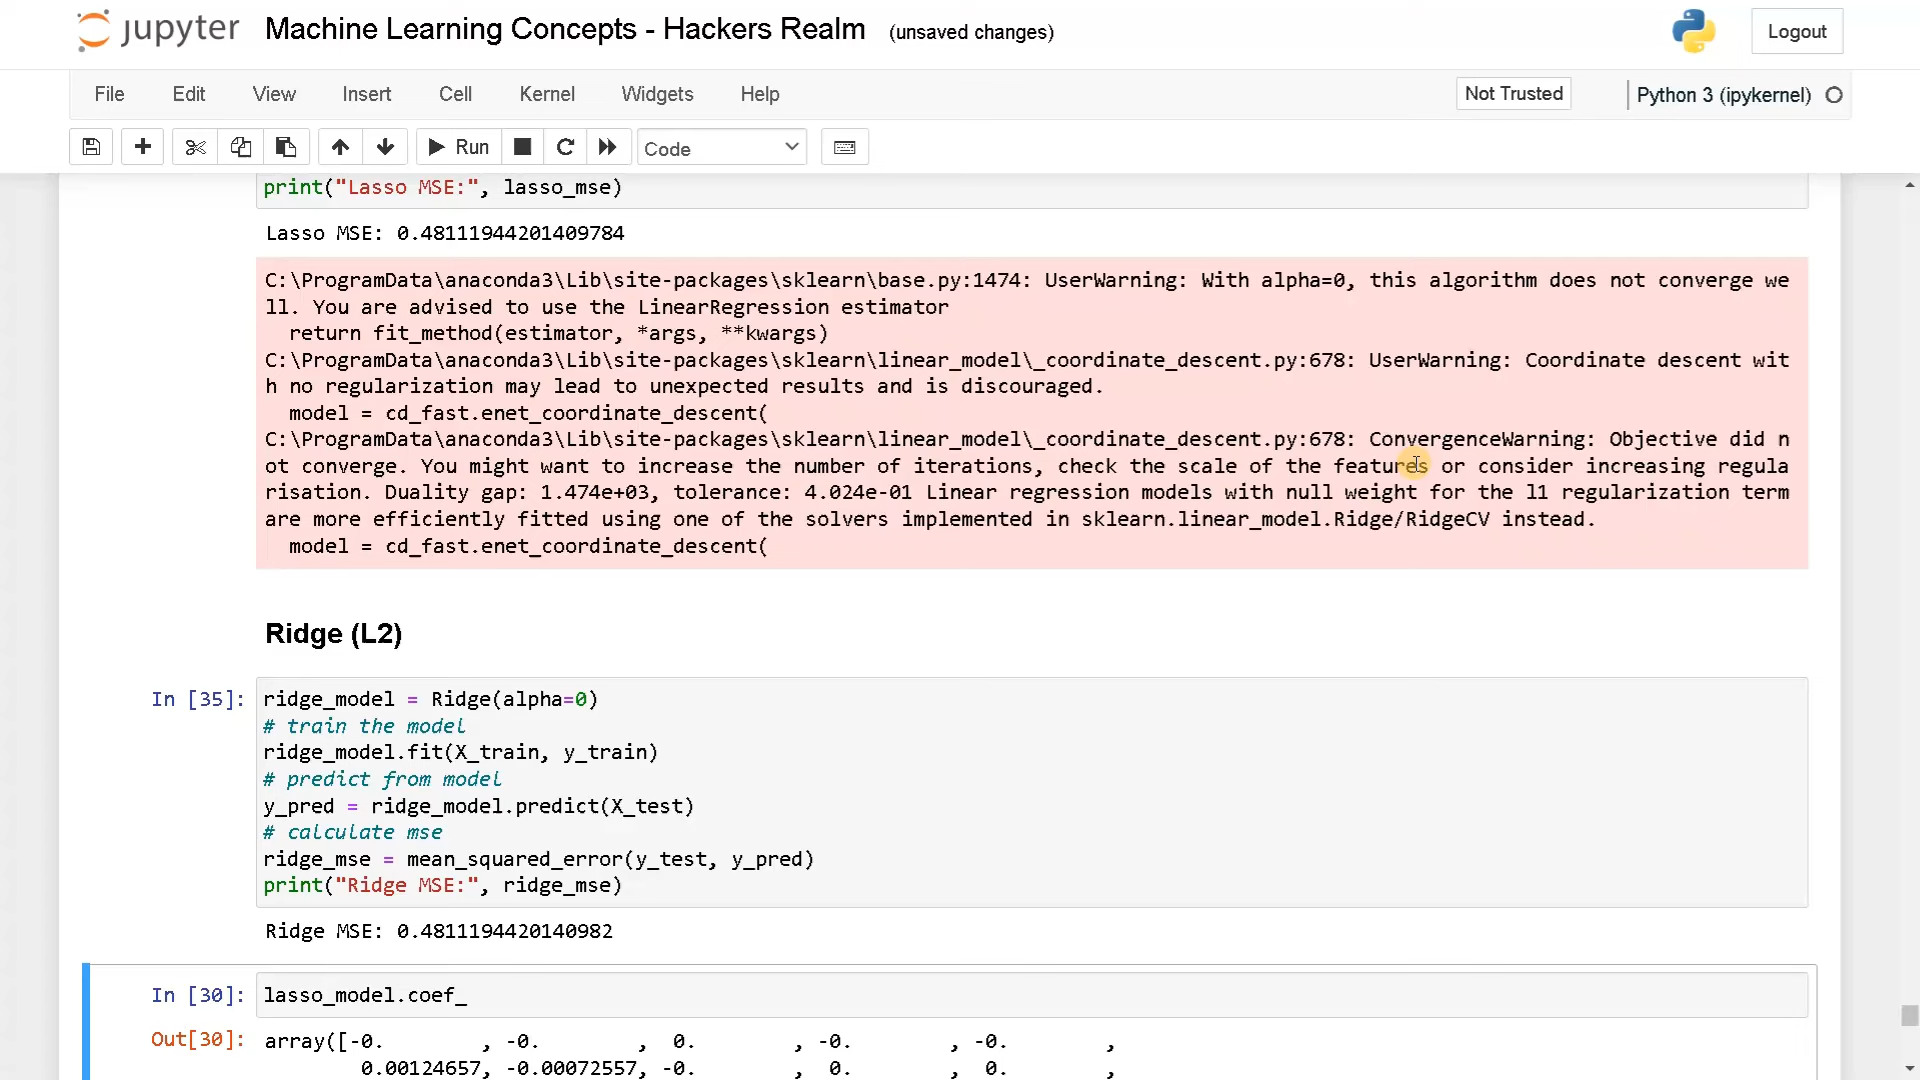 jupyter Machine Learning Concepts - Hackers Realm (unsaved changes) Logout
File Edit View Insert Cell Kernel Widgets Help Not Trusted Python 3 (ipykernel)
Run Code
print("Lasso MSE:", lasso_mse)
Lasso MSE: 0.48111944201409784
C:\ProgramData\anaconda3\Lib\site-packages\sklearn\base.py:1474: UserWarning: With alpha=0, this algorithm does not converge we
ll. You are advised to use the LinearRegression estimator
return fit_method(estimator, *args, **kwargs)
C:\ProgramData\anaconda3\Lib\site-packages\sklearn\linear_model\_coordinate_descent.py:678: UserWarning: Coordinate descent wit
h no regularization may lead to unexpected results and is discouraged.
model = cd_fast.enet_coordinate_descent(
C:\ProgramData\anaconda3\Lib\site-packages\sklearn\linear_model\_coordinate_descent.py:678: ConvergenceWarning: Objective did n
ot converge. You might want to increase the number of iterations, check the scale of the features or consider increasing regula
risation. Duality gap: 1.474e+03, tolerance: 4.024e-01 Linear regression models with null weight for the l1 regularization term
are more efficiently fitted using one of the solvers implemented in sklearn.linear_model.Ridge/RidgeCV instead.
model = cd_fast.enet_coordinate_descent(
Ridge (L2)
In [35]: ridge_model = Ridge(alpha=0)
# train the model
ridge_model.fit(X_train, y_train)
# predict from model
y_pred = ridge_model.predict(X_test)
# calculate mse
ridge_mse = mean_squared_error(y_test, y_pred)
print("Ridge MSE:", ridge_mse)
Ridge MSE: 0.4811194420140982
In [30]: lasso_model.coef_
Out[30]: array([-0. , -0. , 0. , -0. , -0. ,
0.00124657, -0.00072557, -0. , 0. , 0. ,